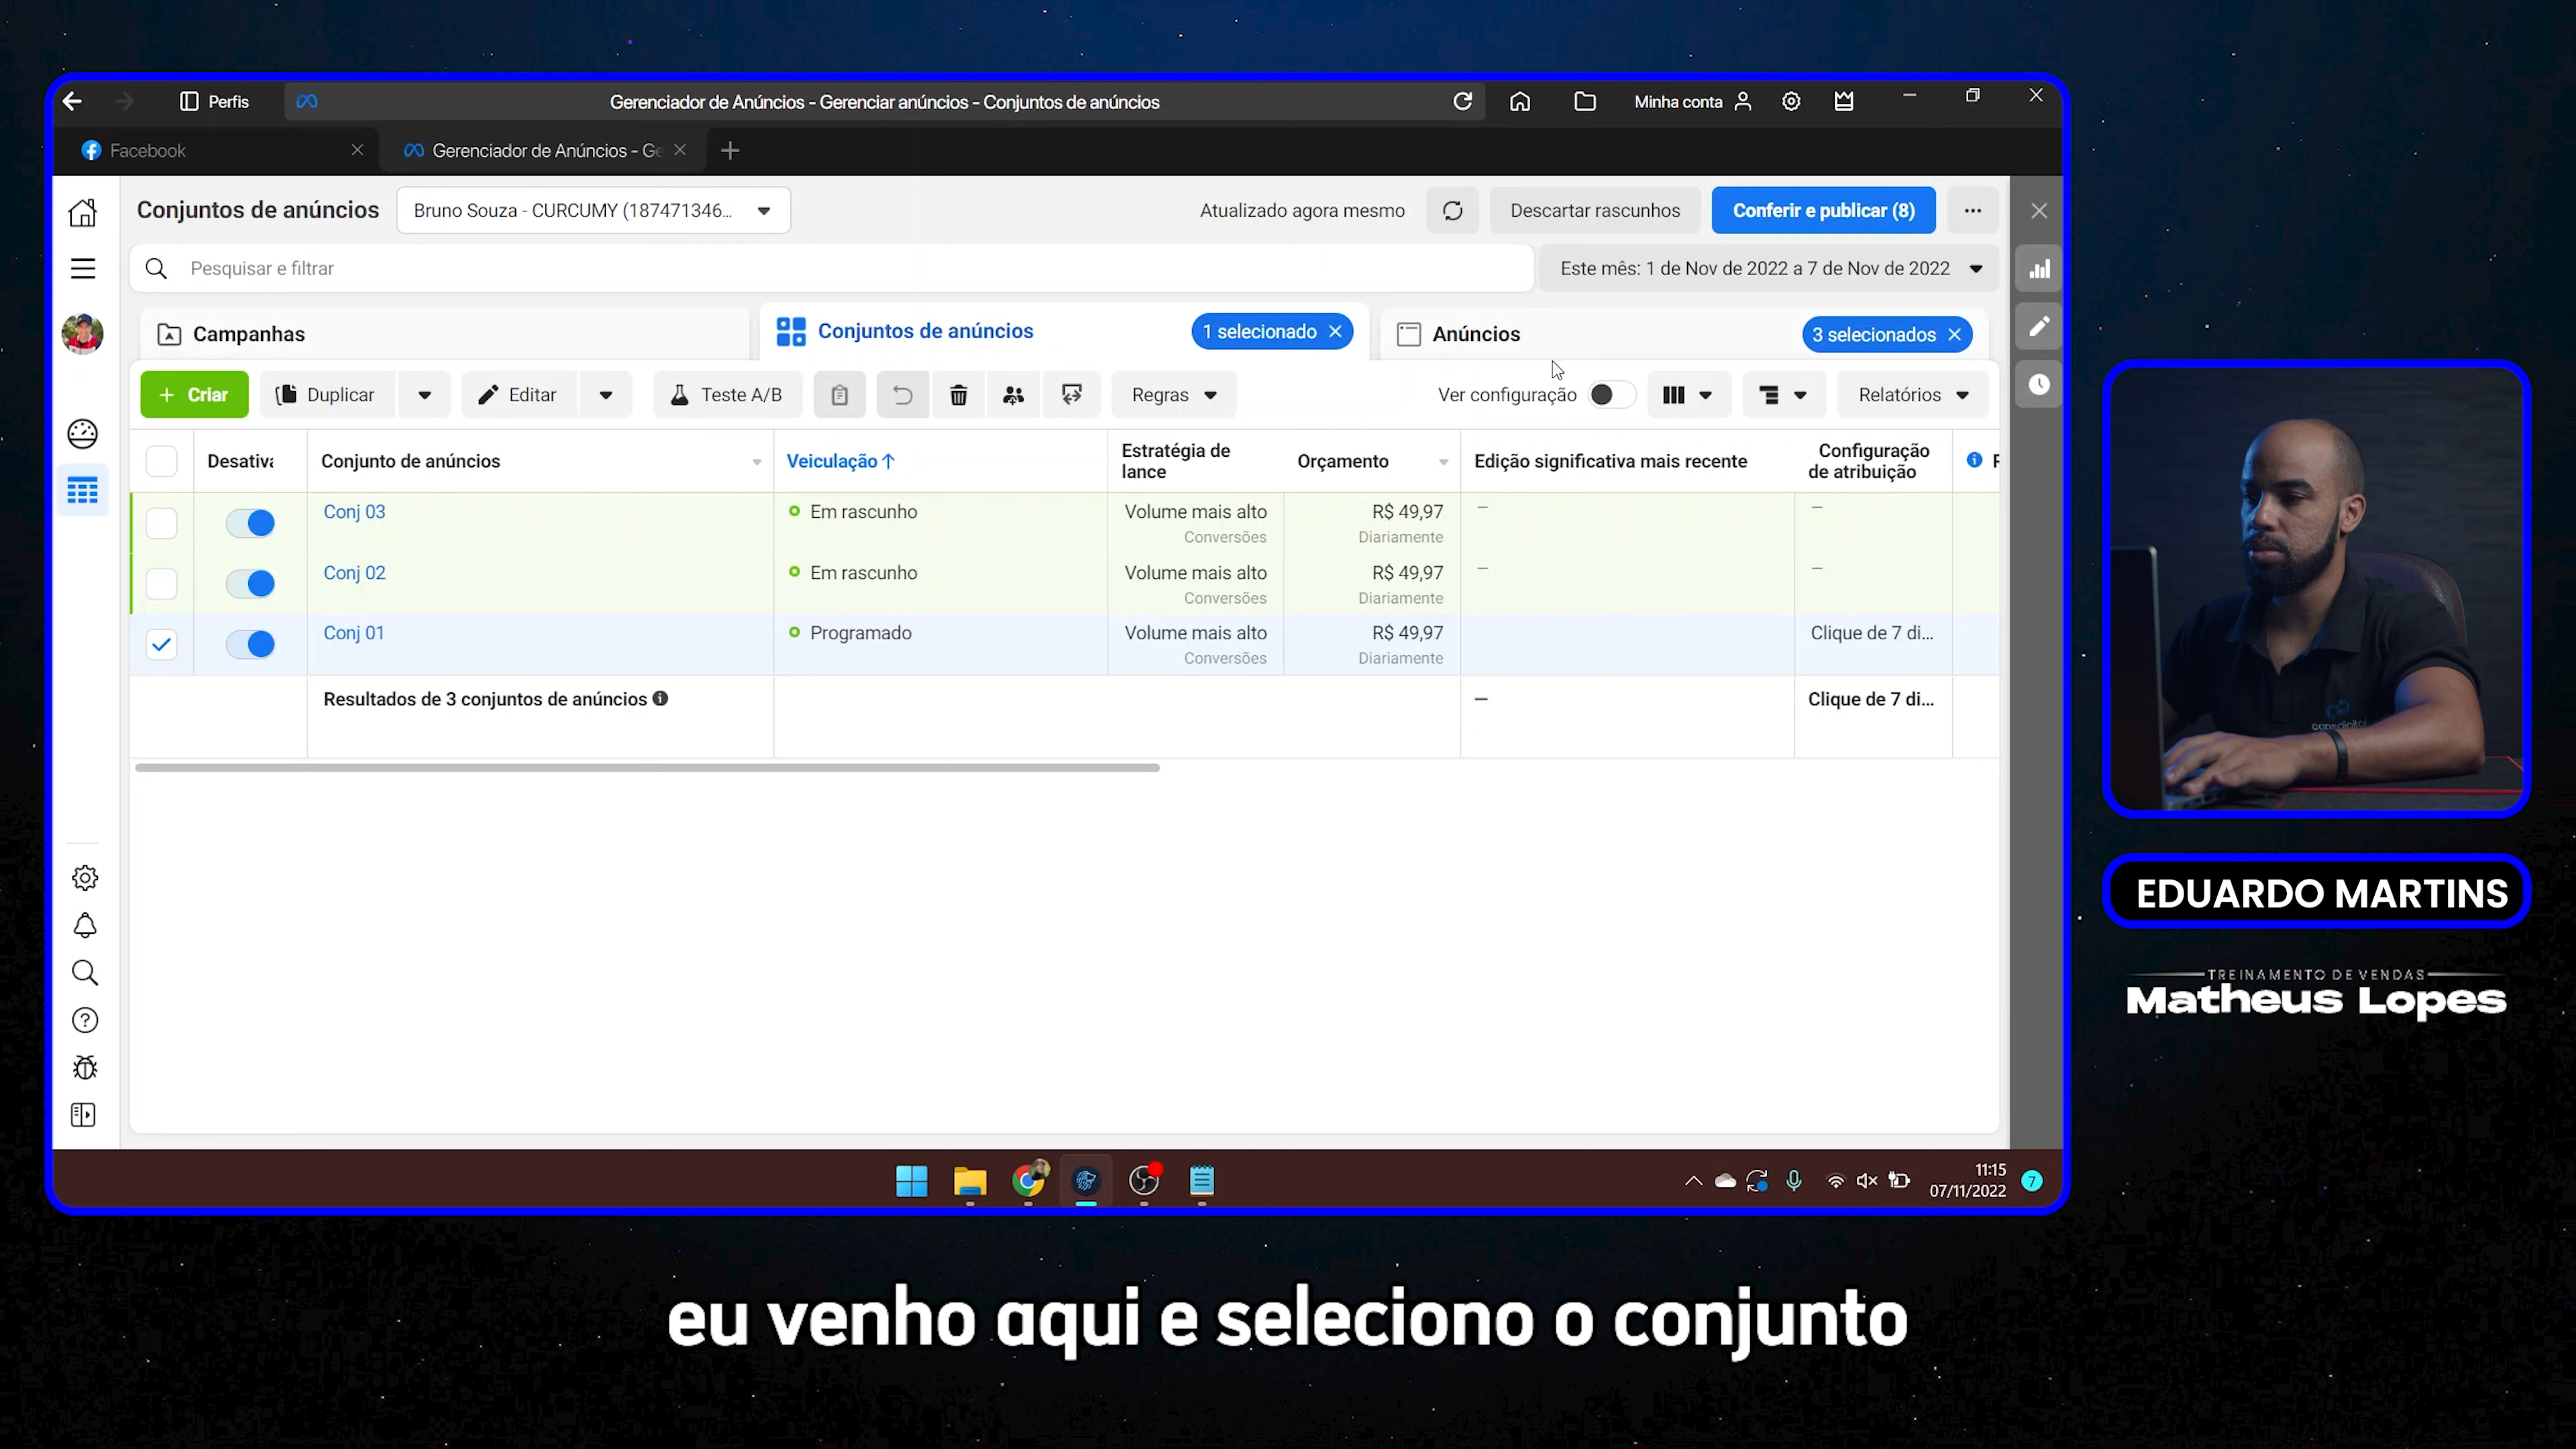 Perfis
Gerenciador de Anúncios - Gerenciar anúncios - Conjuntos de anúncios
Minha conta
Facebook
Gerenciador de Anúncios - Ge
Conjuntos de anúncios
Bruno Souza - CURCUMY (187471346...
Atualizado agora mesmo
Descartar rascunhos
Conferir e publicar (8)
Pesquisar e filtrar
Este mês: 1 de Nov de 2022 a 7 de Nov de 2022
Campanhas
Conjuntos de anúncios
1 selecionado
Anúncios
3 selecionados
+ Criar
Duplicar
Editar
Teste A/B
Regras
Ver configuração
Relatórios
Desativa
Conjunto de anúncios
Veiculação ↑
Estratégia de
lance
Orçamento
Edição significativa mais recente
Configuração
de atribuição
Conj 03
Em rascunho
Volume mais alto
Conversões
R$ 49,97
Diariamente
—
—
Conj 02
Em rascunho
Volume mais alto
Conversões
R$ 49,97
Diariamente
—
—
Conj 01
Programado
Volume mais alto
Conversões
R$ 49,97
Diariamente
Clique de 7 di...
Resultados de 3 conjuntos de anúncios
—
Clique de 7 di...
11:15
07/11/2022
7
EDUARDO MARTINS
TREINAMENTO DE VENDAS
Matheus Lopes
eu venho aqui e seleciono o conjunto